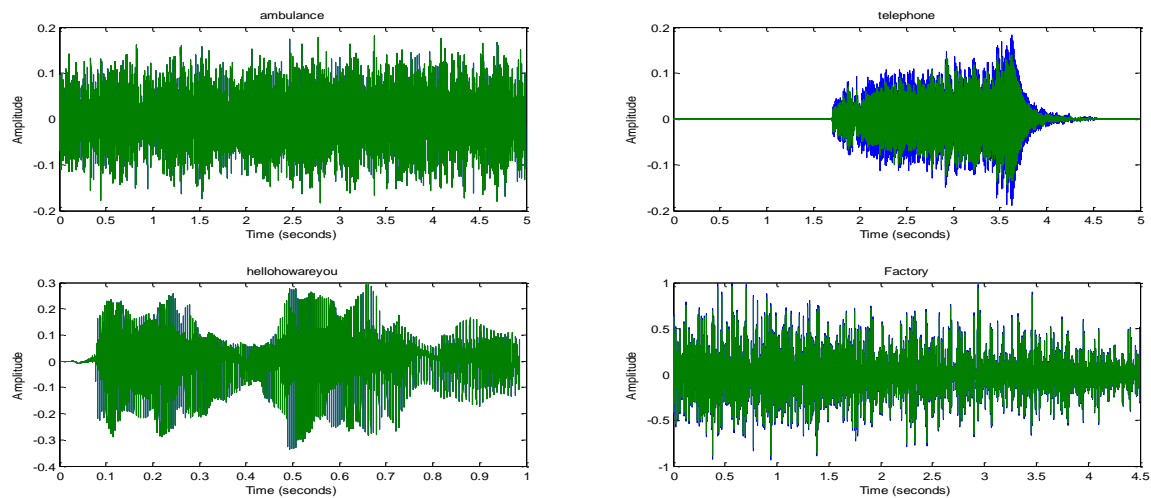 ambulance
0.2
0.1
0
-0.1
-0.2
Amplitude
0 0.5 1 1.5 2 2.5 3 3.5 4 4.5 5
Time (seconds)
telephone
0.2
0.1
0
-0.1
-0.2
Amplitude
0 0.5 1 1.5 2 2.5 3 3.5 4 4.5 5
Time (seconds)
hellohowareyou
0.3
0.2
0.1
0
-0.1
-0.2
-0.3
-0.4
Amplitude
0 0.1 0.2 0.3 0.4 0.5 0.6 0.7 0.8 0.9 1
Time (seconds)
Factory
1
0.5
0
-0.5
-1
Amplitude
0 0.5 1 1.5 2 2.5 3 3.5 4 4.5
Time (seconds)